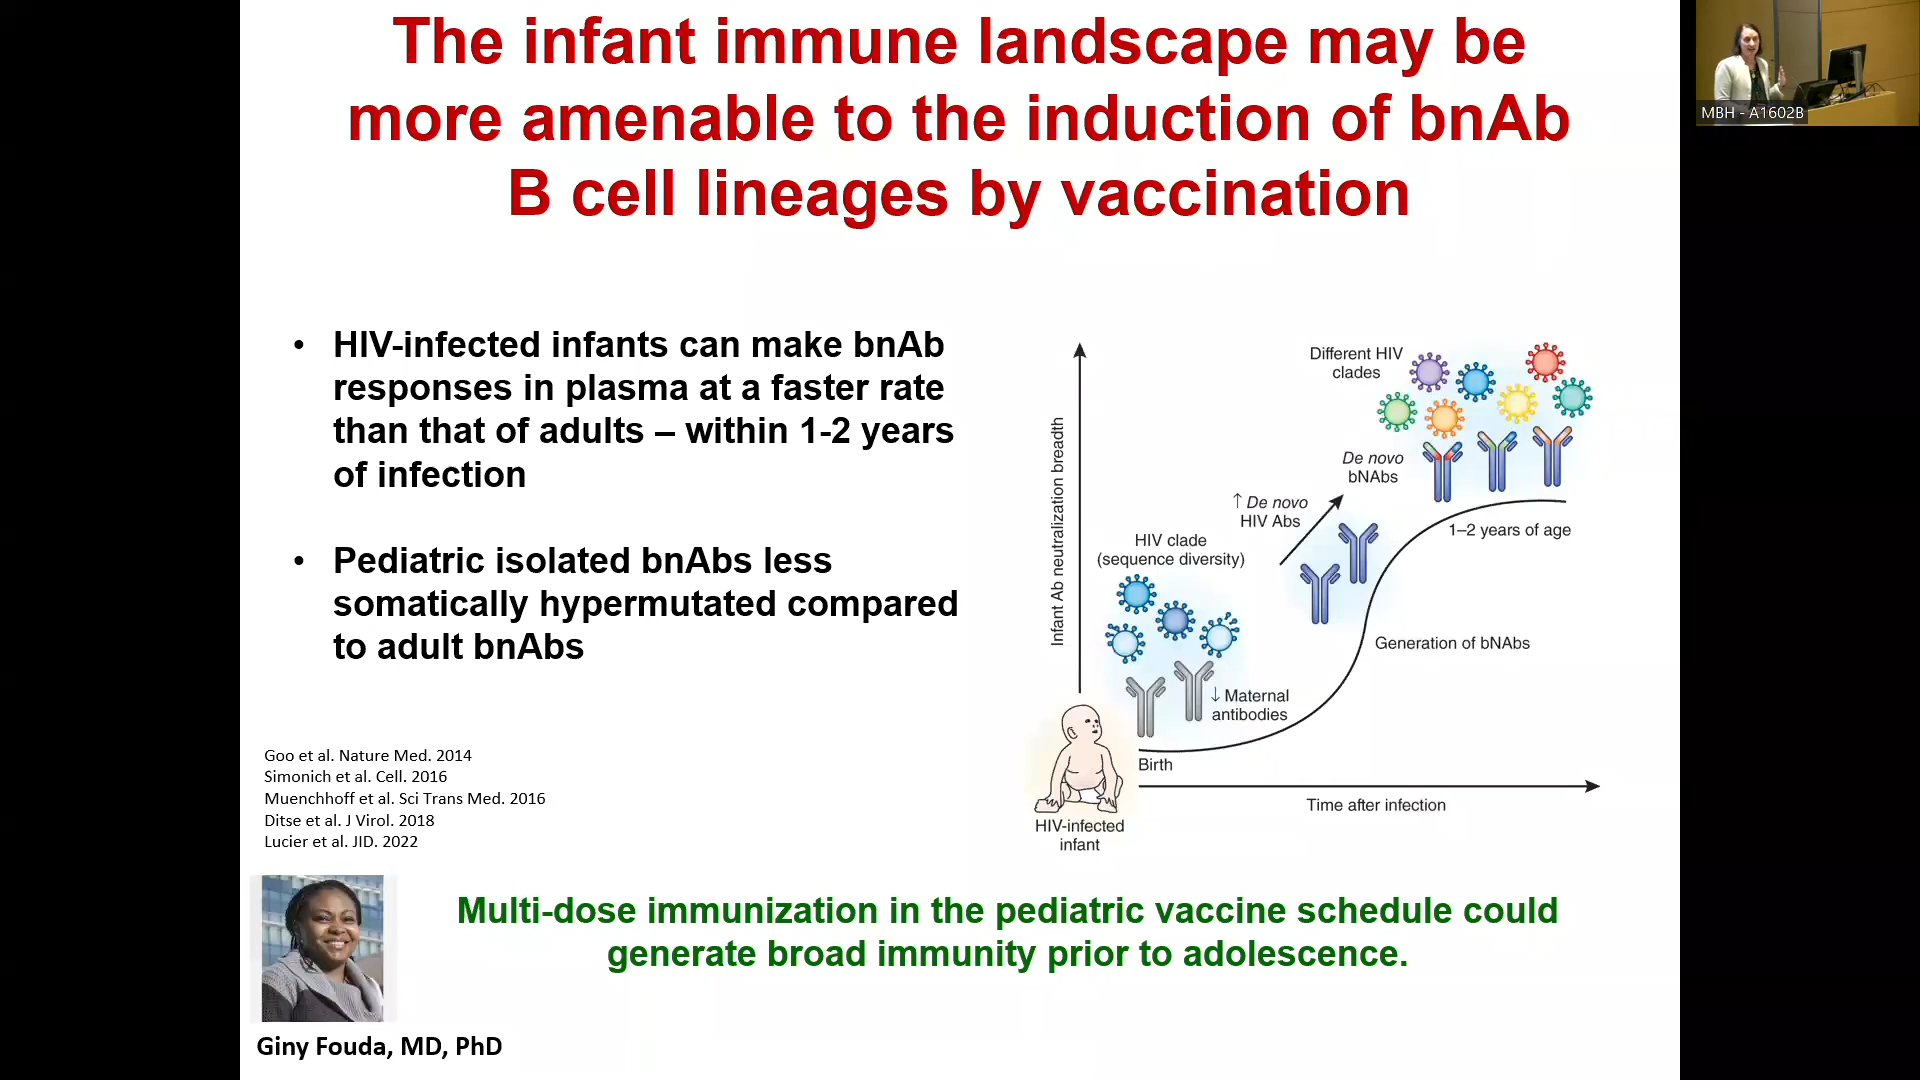 The infant immune landscape may be
more amenable to the induction of bnAb
B cell lineages by vaccination
MBH - A1602B
• HIV-infected infants can make bnAb
responses in plasma at a faster rate
than that of adults – within 1-2 years
of infection
• Pediatric isolated bnAbs less
somatically hypermutated compared
to adult bnAbs
Goo et al. Nature Med. 2014
Simonich et al. Cell. 2016
Muenchhoff et al. Sci Trans Med. 2016
Ditse et al. J Virol. 2018
Lucier et al. JID. 2022
Infant Ab neutralization breadth
Different HIV
clades
De novo
bNAbs
↑ De novo
HIV Abs
1–2 years of age
HIV clade
(sequence diversity)
Generation of bNAbs
↓ Maternal
antibodies
Birth
Time after infection
HIV-infected
infant
Multi-dose immunization in the pediatric vaccine schedule could
generate broad immunity prior to adolescence.
Giny Fouda, MD, PhD